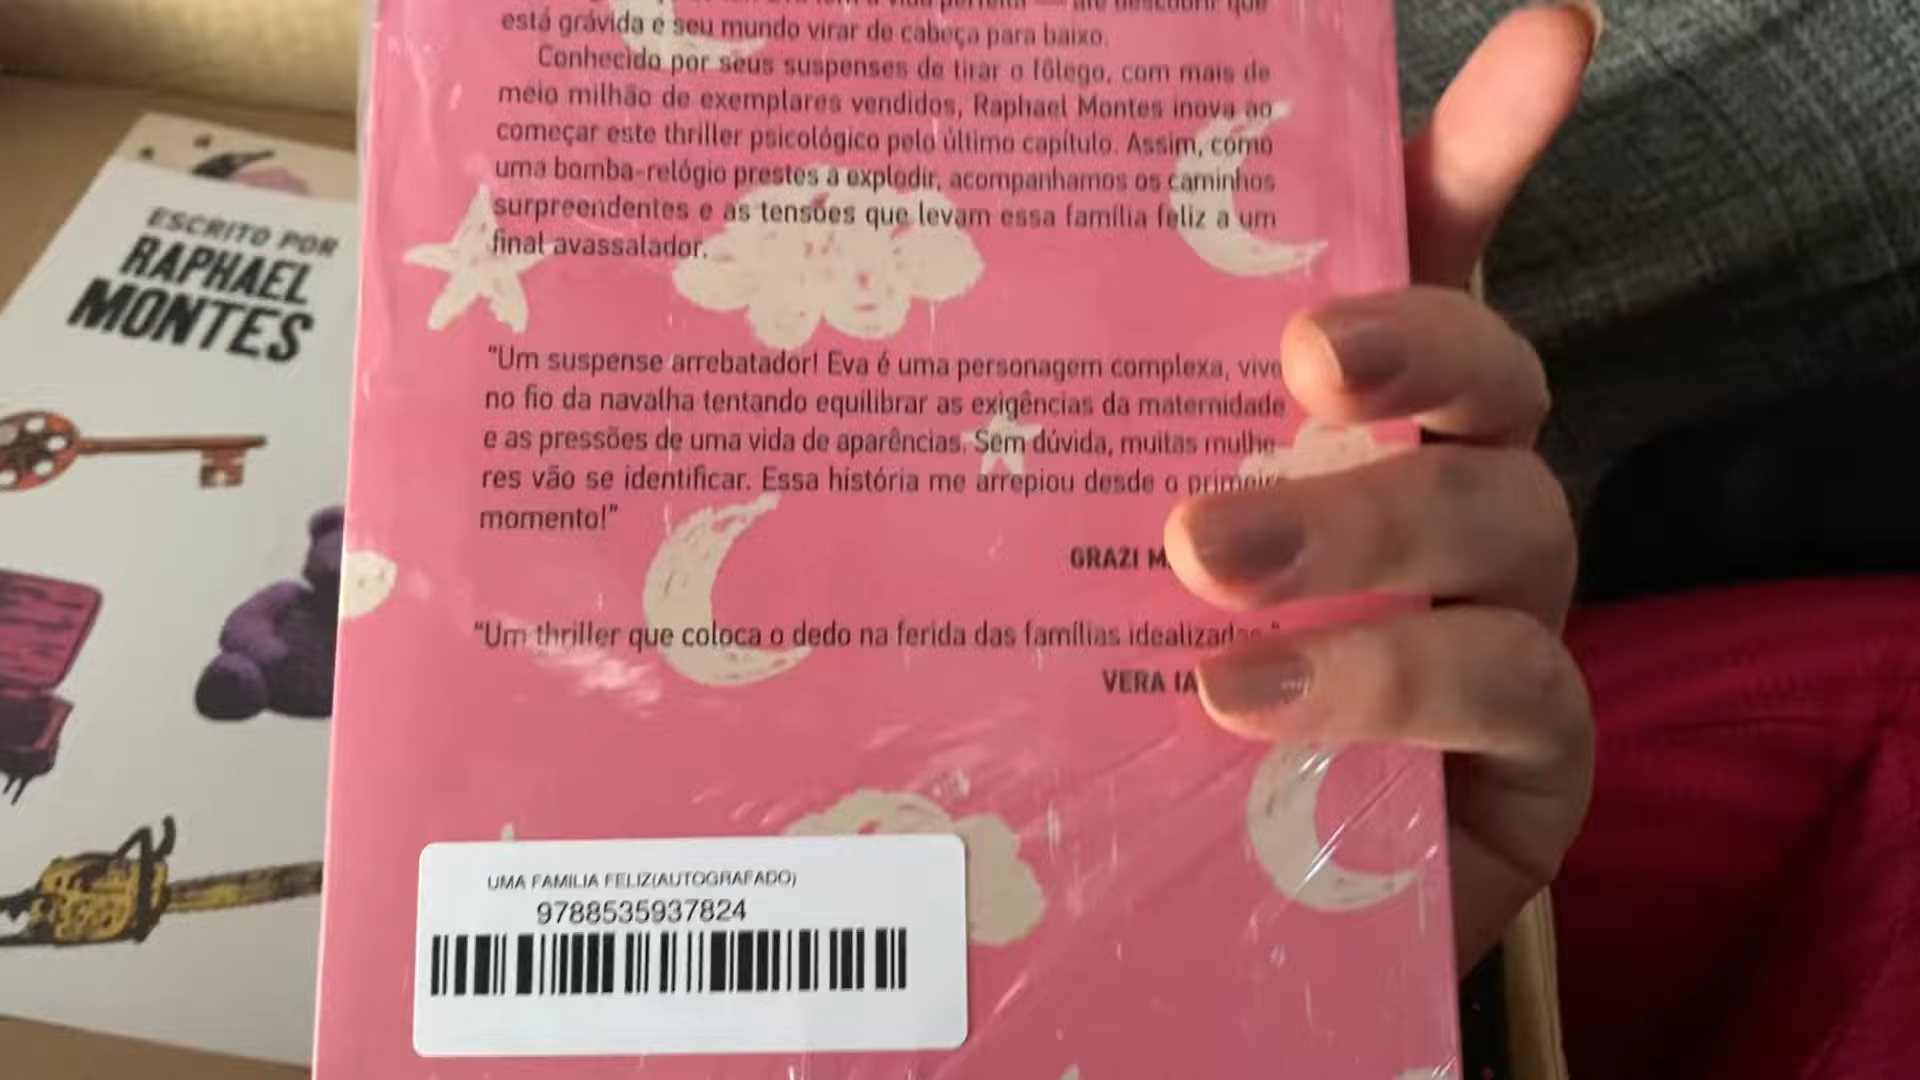 ESCRITO POR
RAPHAEL
MONTES
até descobrir que
está grávida e seu mundo virar de cabeça para baixo.
Conhecido por seus suspenses de tirar o fôlego, com mais de
meio milhão de exemplares vendidos, Raphael Montes inova ao
começar este thriller psicológico pelo último capítulo. Assim, como
uma bomba-relógio prestes a explodir, acompanhamos os caminhos
surpreendentes e as tensões que levam essa família feliz a um
final avassalador.
"Um suspense arrebatador! Eva é uma personagem complexa, vive
no fio da navalha tentando equilibrar as exigências da maternidade
e as pressões de uma vida de aparências. Sem dúvida, muitas mulhe-
res vão se identificar. Essa história me arrepiou desde o primeiro
momento!"
GRAZI
"Um thriller que coloca o dedo na ferida das famílias idealizadas."
VERA
UMA FAMILIA FELIZ(AUTOGRAFADO)
9788535937824